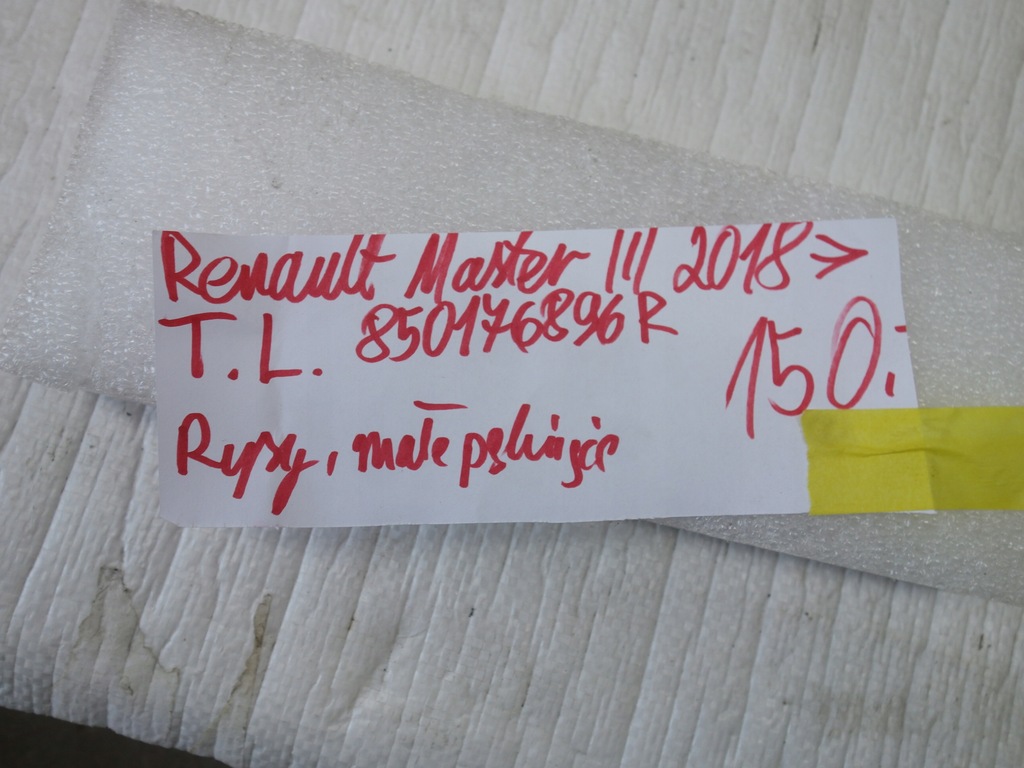 Renault Master III 2018>
T.L. 850176896R
150.-
Rysy, małe pęknięcie